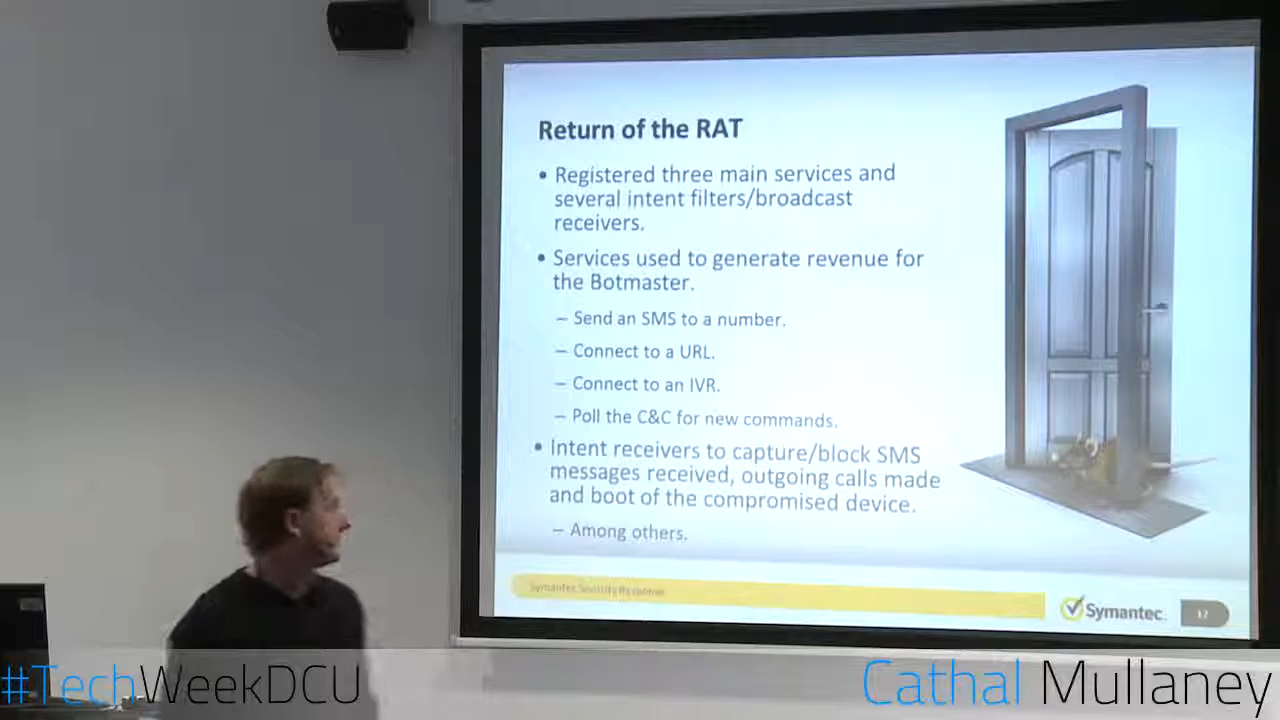 Return of the RAT
• Registered three main services and
several intent filters/broadcast
receivers.
• Services used to generate revenue for
the Botmaster.
– Send an SMS to a number.
– Connect to a URL.
– Connect to an IVR.
– Poll the C&C for new commands.
• Intent receivers to capture/block SMS
messages received, outgoing calls made
and boot of the compromised device.
– Among others.
Symantec Security Response
Symantec.
#TechWeekDCU
Cathal Mullaney